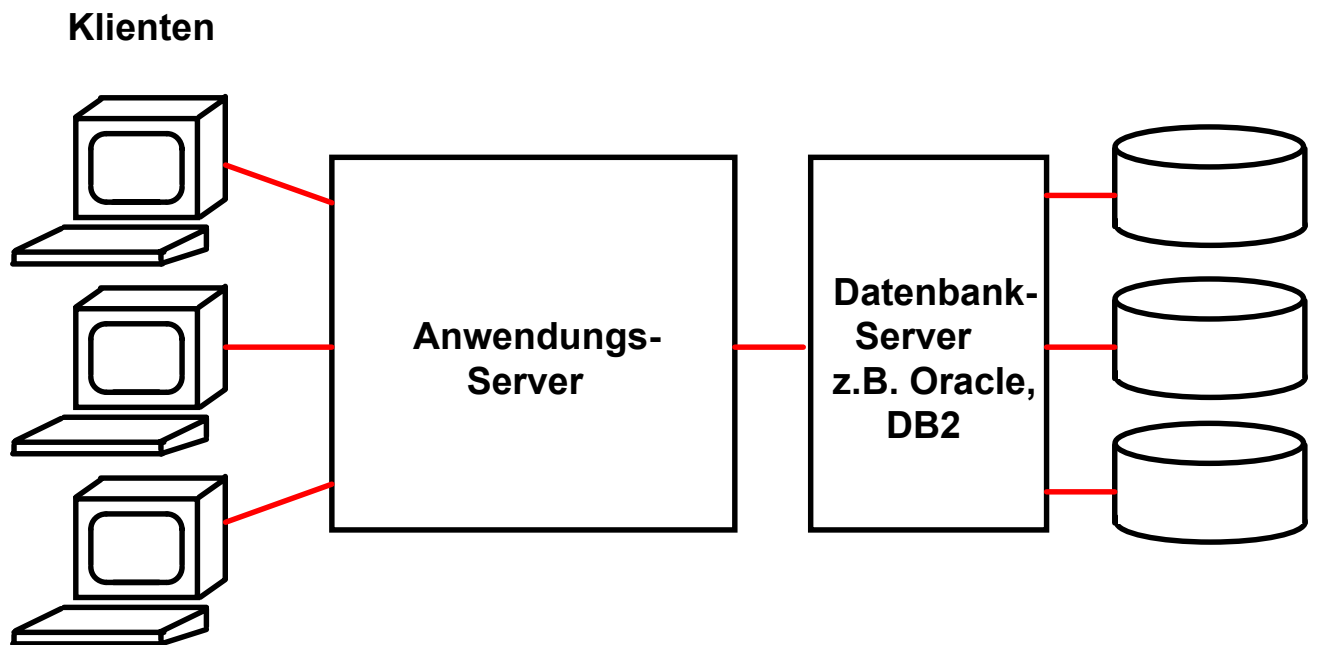 Klienten
Anwendungs-
Server
Datenbank-
Server
z.B. Oracle,
DB2